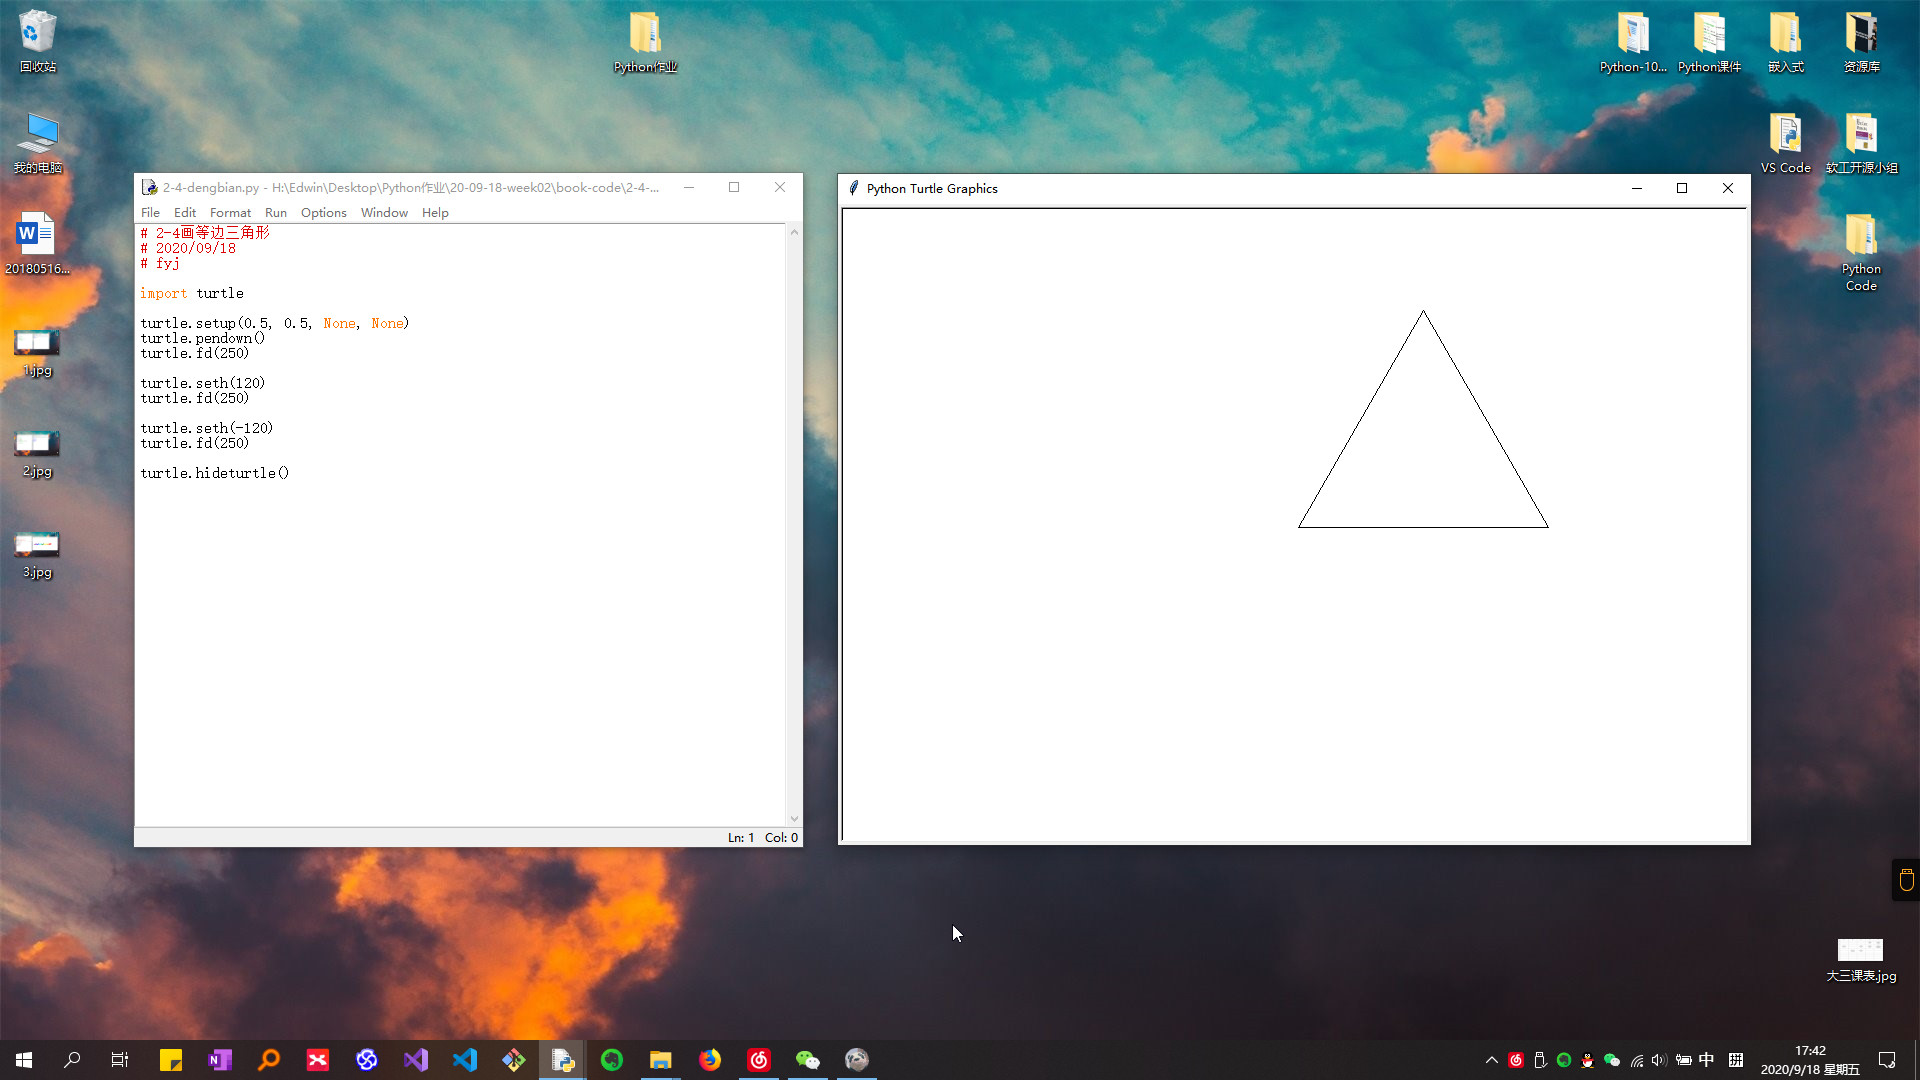 回收站
Python作业
Python-10...
Python课件
嵌入式
资源库
我的电脑
VS Code
软工开源小组
20180516...
Python
Code
1.jpg
2.jpg
3.jpg
大三课表.jpg
2-4-dengbian.py - H:\Edwin\Desktop\Python作业\20-09-18-week02\book-code\2-4-...
File Edit Format Run Options Window Help
# 2-4画等边三角形
# 2020/09/18
# fyj
import turtle
turtle.setup(0.5, 0.5, None, None)
turtle.pendown()
turtle.fd(250)
turtle.seth(120)
turtle.fd(250)
turtle.seth(-120)
turtle.fd(250)
turtle.hideturtle()
Ln: 1 Col: 0
Python Turtle Graphics
中
拼
17:42
2020/9/18 星期五